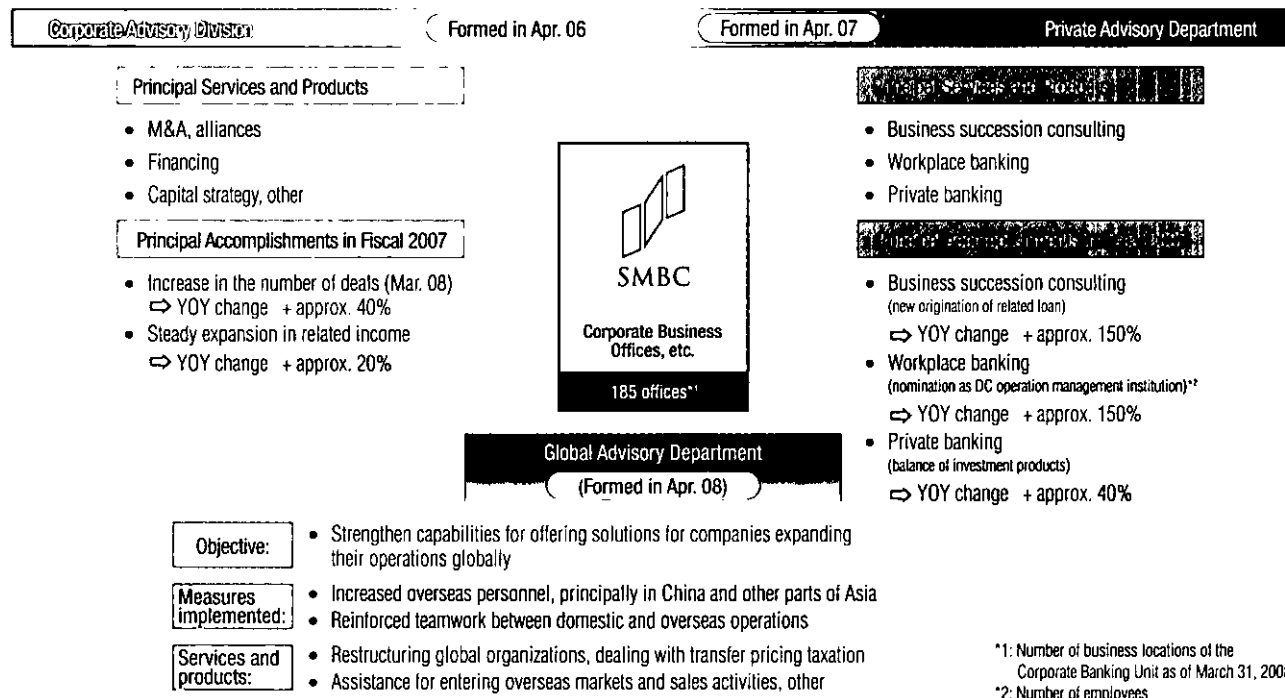 Corporate Advisory Division
Formed in Apr. 06
Formed in Apr. 07
Private Advisory Department
Principal Services and Products
• M&A, alliances
• Financing
• Capital strategy, other
Principal Accomplishments in Fiscal 2007
• Increase in the number of deals (Mar. 08)
⇨ YOY change + approx. 40%
• Steady expansion in related income
⇨ YOY change + approx. 20%
SMBC
Corporate Business
Offices, etc.
185 offices*1
Principal Services and Products
• Business succession consulting
• Workplace banking
• Private banking
• Business succession consulting
(new origination of related loan)
⇨ YOY change + approx. 150%
• Workplace banking
(nomination as DC operation management institution)*2
⇨ YOY change + approx. 150%
• Private banking
(balance of investment products)
⇨ YOY change + approx. 40%
Global Advisory Department
(Formed in Apr. 08)
Objective:
• Strengthen capabilities for offering solutions for companies expanding
their operations globally
Measures
implemented:
• Increased overseas personnel, principally in China and other parts of Asia
• Reinforced teamwork between domestic and overseas operations
Services and
products:
• Restructuring global organizations, dealing with transfer pricing taxation
• Assistance for entering overseas markets and sales activities, other
*1: Number of business locations of the
Corporate Banking Unit as of March 31,
*2: Number of employees